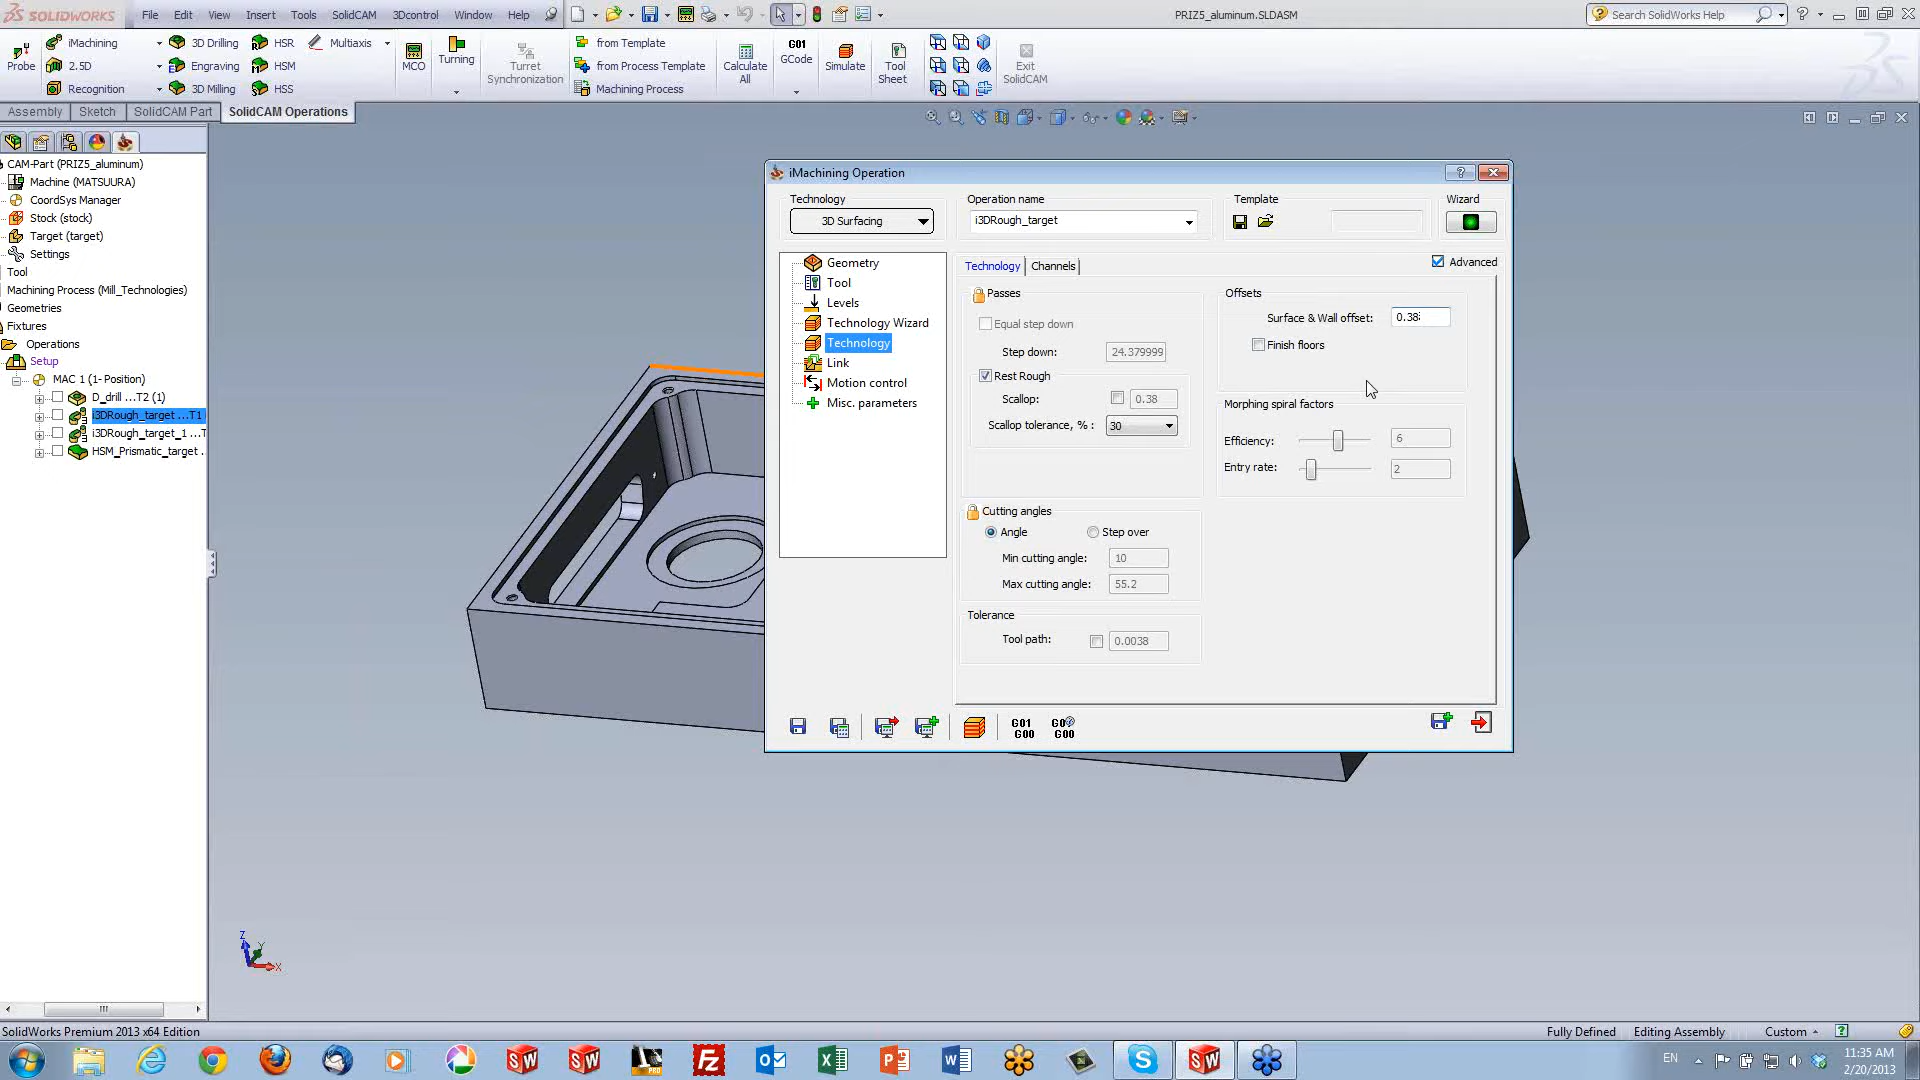 SOLIDWORKS File Edit View Insert Tools SolidCAM 3Dcontrol Window Help PRIZ5_aluminum.SLDASM Search SolidWorks Help
iMachining 3D Drilling HSR Multiaxis from Template
Probe 2.5D Engraving HSM MCO Turning Turret Synchronization from Process Template Calculate All GCode Simulate Tool Sheet Exit SolidCAM
Recognition 3D Milling HSS Machining Process
Assembly Sketch SolidCAM Part SolidCAM Operations
CAM-Part (PRIZ5_aluminum)
Machine (MATSUURA)
CoordSys Manager
Stock (stock)
Target (target)
Settings
Tool
Machining Process (Mill_Technologies)
Geometries
Fixtures
Operations
Setup
MAC 1 (1- Position)
D_drill ...T2 (1)
i3DRough_target ...T1
i3DRough_target_1 ...T
HSM_Prismatic_target .
iMachining Operation
Technology
3D Surfacing
Operation name
i3DRough_target
Template
Wizard
Geometry
Tool
Levels
Technology Wizard
Technology
Link
Motion control
Misc. parameters
Technology Channels
Advanced
Passes
Equal step down
Step down: 24.379999
Rest Rough
Scallop: 0.38
Scallop tolerance, % : 30
Offsets
Surface & Wall offset: 0.38
Finish floors
Morphing spiral factors
Efficiency: 6
Entry rate: 2
Cutting angles
Angle Step over
Min cutting angle: 10
Max cutting angle: 55.2
Tolerance
Tool path: 0.0038
G01 G00
Z Y X
SolidWorks Premium 2013 x64 Edition Fully Defined Editing Assembly Custom
EN 11:35 AM
2/20/2013